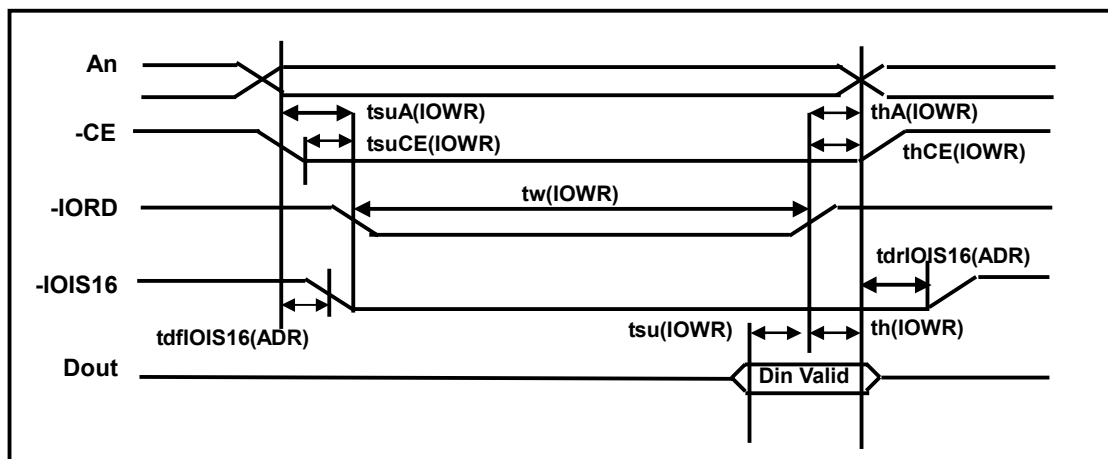 An
tsuA(IOWR) thA(IOWR)
-CE
tsuCE(IOWR) thCE(IOWR)
tw(IOWR)
-IORD
tdrIOIS16(ADR)
-IOIS16
tdfIOIS16(ADR) tsu(IOWR) th(IOWR)
Dout Din Valid